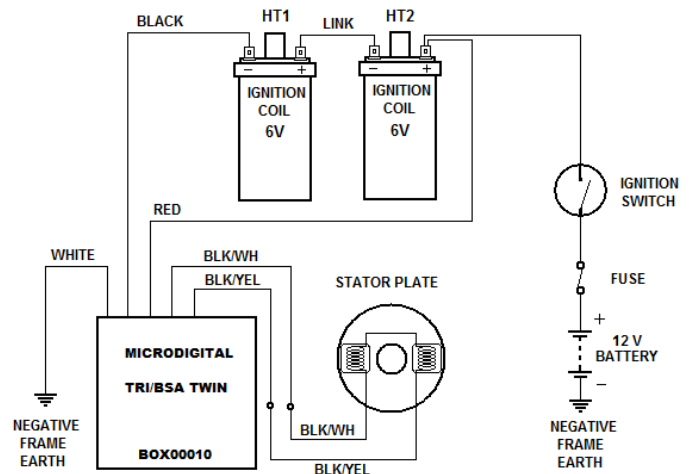 HT1
HT2
BLACK
LINK
– +
– +
IGNITION
COIL
6V
IGNITION
COIL
6V
IGNITION
SWITCH
RED
WHITE
BLK/WH
BLK/YEL
STATOR PLATE
FUSE
+
12 V
BATTERY
–
MICRODIGITAL
TRI/BSA TWIN
BOX00010
NEGATIVE
FRAME
EARTH
BLK/WH
BLK/YEL
NEGATIVE
FRAME
EARTH